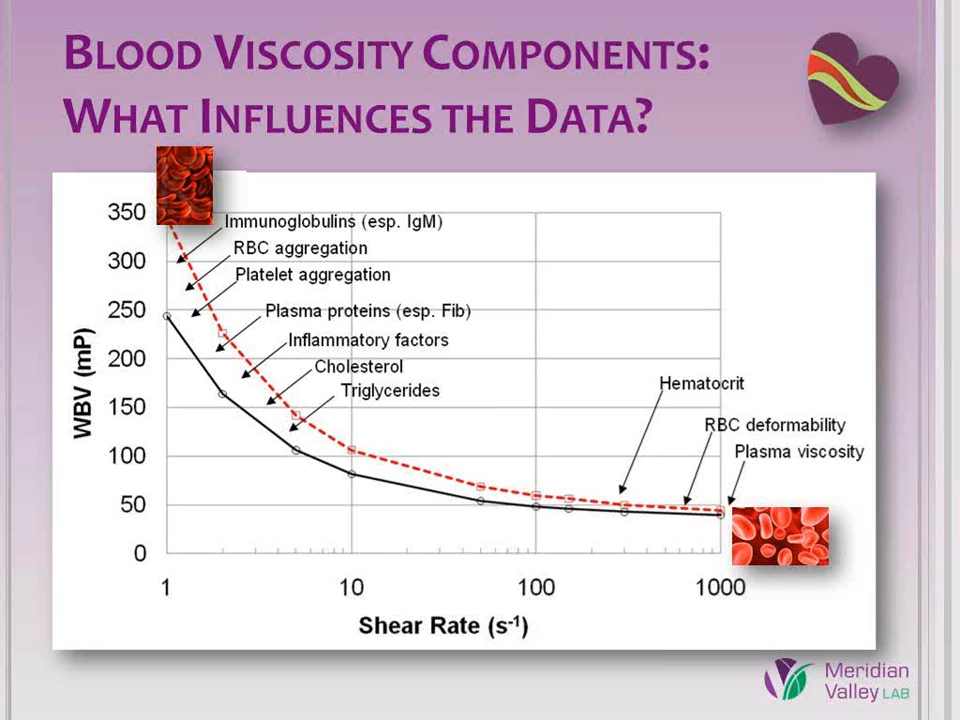 BLOOD VISCOSITY COMPONENTS:
WHAT INFLUENCES THE DATA?
350
300
250
200
150
100
50
0
WBV (mP)
Immunoglobulins (esp. IgM)
RBC aggregation
Platelet aggregation
Plasma proteins (esp. Fib)
Inflammatory factors
Cholesterol
Triglycerides
Hematocrit
RBC deformability
Plasma viscosity
1 10 100 1000
Shear Rate (s⁻¹)
Meridian
Valley LAB